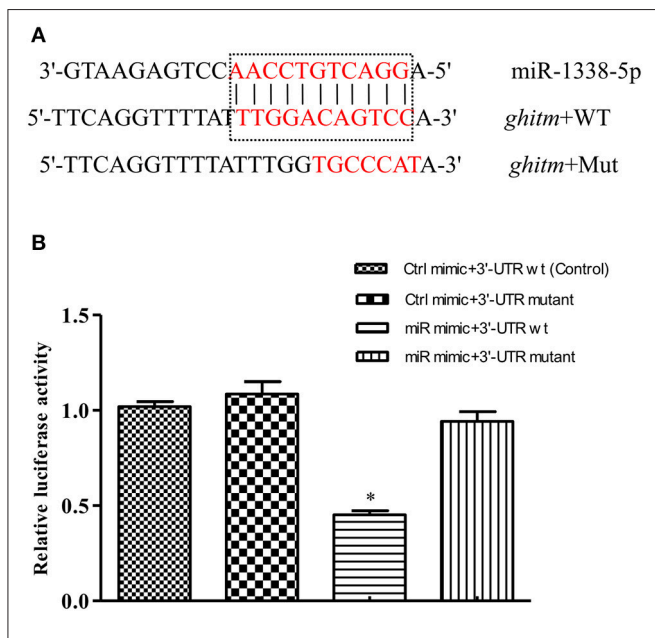 A
3'-GTAAGAGTCCAACCTGTCAGGA-5' miR-1338-5p
5'-TTCAGGTTTTATTTGGACAGTCCA-3' ghitm+WT
5'-TTCAGGTTTTATTTGGTGCCCATA-3' ghitm+Mut
B
Ctrl mimic+3'-UTR wt (Control)
Ctrl mimic+3'-UTR mutant
miR mimic+3'-UTR wt
miR mimic+3'-UTR mutant
Relative luciferase activity
1.5
1.0
0.5
0.0
*